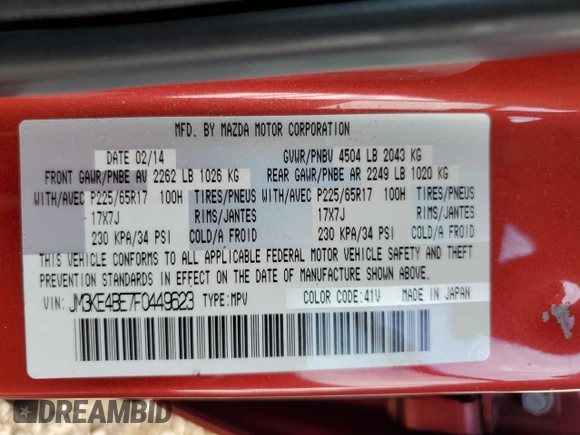 MFD. BY MAZDA MOTOR CORPORATION
DATE 02/14 GVWR/PNBV 4504 LB 2043 KG
FRONT GAWR/PNBE AV 2262 LB 1026 KG REAR GAWR/PNBE AR 2249 LB 1020 KG
WITH/AVEC P225/65R17 100H TIRES/PNEUS WITH/AVEC P225/65R17 100H TIRES/PNEUS
17X7J RIMS/JANTES 17X7J RIMS/JANTES
230 KPA/34 PSI COLD/A FROID 230 KPA/34 PSI COLD/A FROID
THIS VEHICLE CONFORMS TO ALL APPLICABLE FEDERAL MOTOR VEHICLE SAFETY AND THEFT
PREVENTION STANDARDS IN EFFECT ON THE DATE OF MANUFACTURE SHOWN ABOVE.
VIN: JM3KE4BE7F0449623 TYPE:MPV COLOR CODE:41V MADE IN JAPAN
DREAMBID